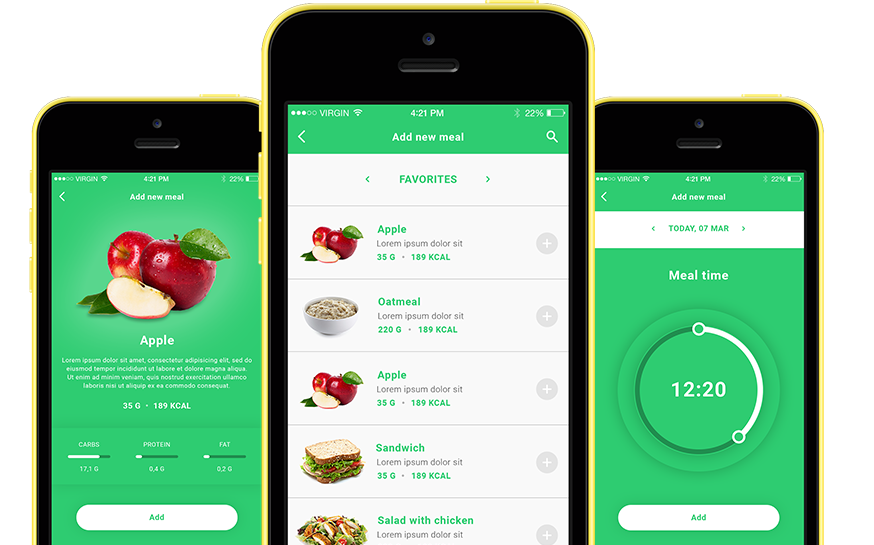 VIRGIN 4:21 PM 22%
Add new meal
Apple
Lorem ipsum dolor sit amet, consectetur adipisicing elit, sed do
eiusmod tempor incididunt ut labore et dolore magna aliqua.
Ut enim ad minim veniam, quis nostrud exercitation ullamco
laboris nisi ut aliquip ex ea commodo consequat.
35 G • 189 KCAL
CARBS PROTEIN FAT
17,1 G 0,4 G 0,2 G
Add
VIRGIN 4:21 PM 22%
Add new meal
FAVORITES
Apple
Lorem ipsum dolor sit
35 G • 189 KCAL
Oatmeal
Lorem ipsum dolor sit
220 G • 189 KCAL
Apple
Lorem ipsum dolor sit
35 G • 189 KCAL
Sandwich
Lorem ipsum dolor sit
35 G • 189 KCAL
Salad with chicken
Lorem ipsum dolor sit
VIRGIN 4:21 PM 22%
Add new meal
TODAY, 07 MAR
Meal time
12:20
Add